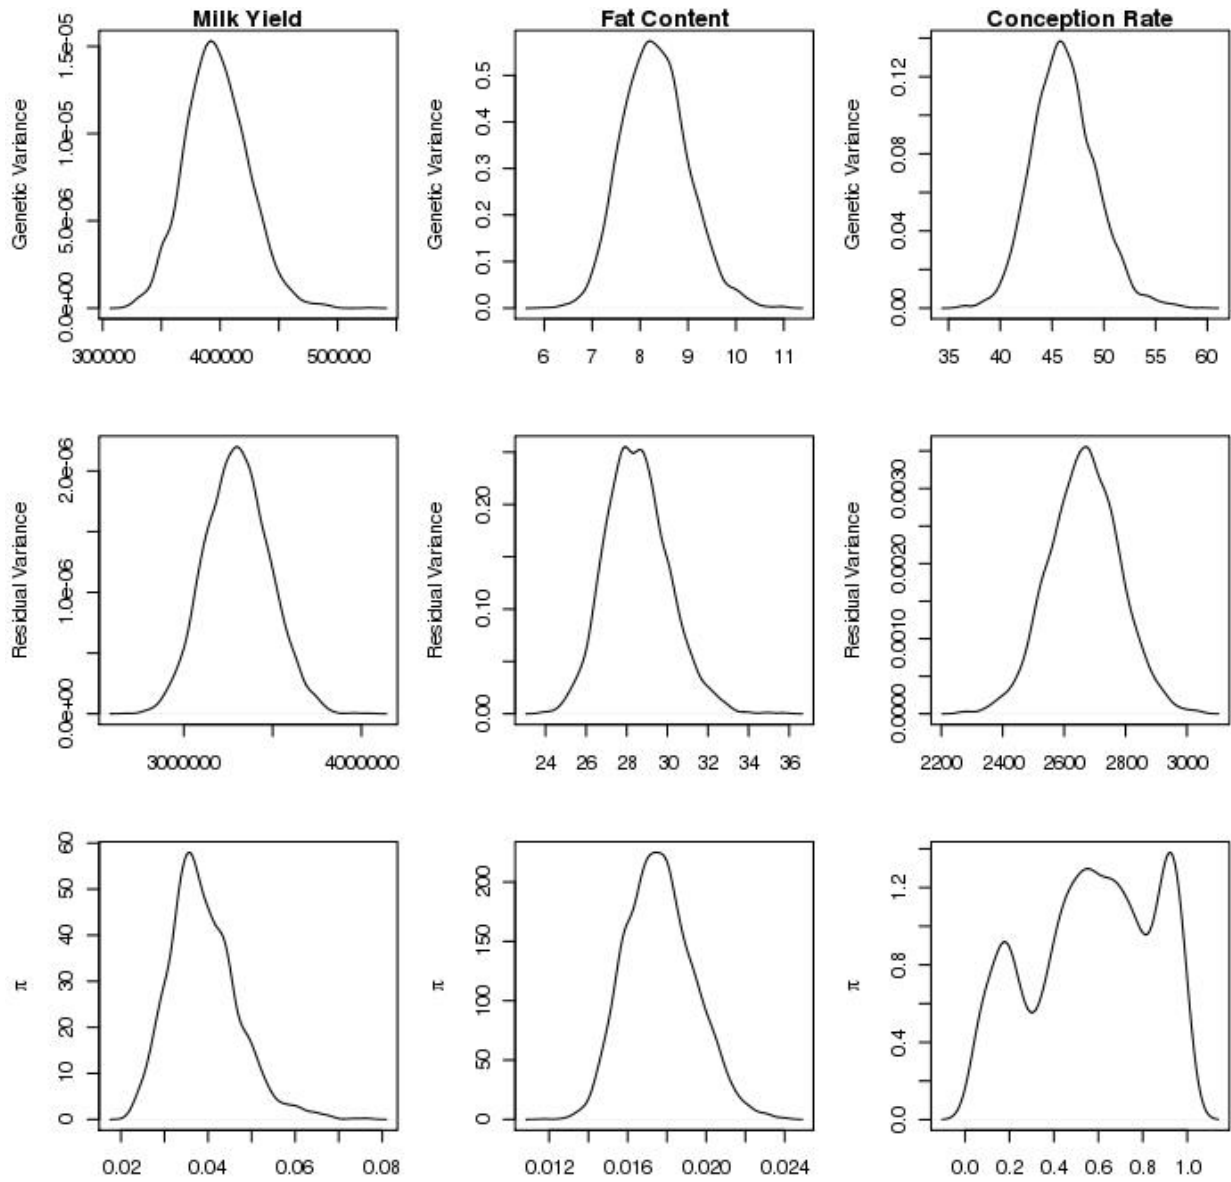 Milk Yield
Fat Content
Conception Rate
Genetic Variance
0.0e+00 5.0e-06 1.0e-05 1.5e-05
300000 400000 500000
Genetic Variance
0.0 0.1 0.2 0.3 0.4 0.5
6 7 8 9 10 11
Genetic Variance
0.00 0.04 0.08 0.12
35 40 45 50 55 60
Residual Variance
0.0e+00 1.0e-06 2.0e-06
3000000 4000000
Residual Variance
0.00 0.10 0.20
24 26 28 30 32 34 36
Residual Variance
0.0000 0.0010 0.0020 0.0030
2200 2400 2600 2800 3000
π
0 10 20 30 40 50 60
0.02 0.04 0.06 0.08
π
0 50 100 150 200
0.012 0.016 0.020 0.024
π
0.0 0.4 0.8 1.2
0.0 0.2 0.4 0.6 0.8 1.0